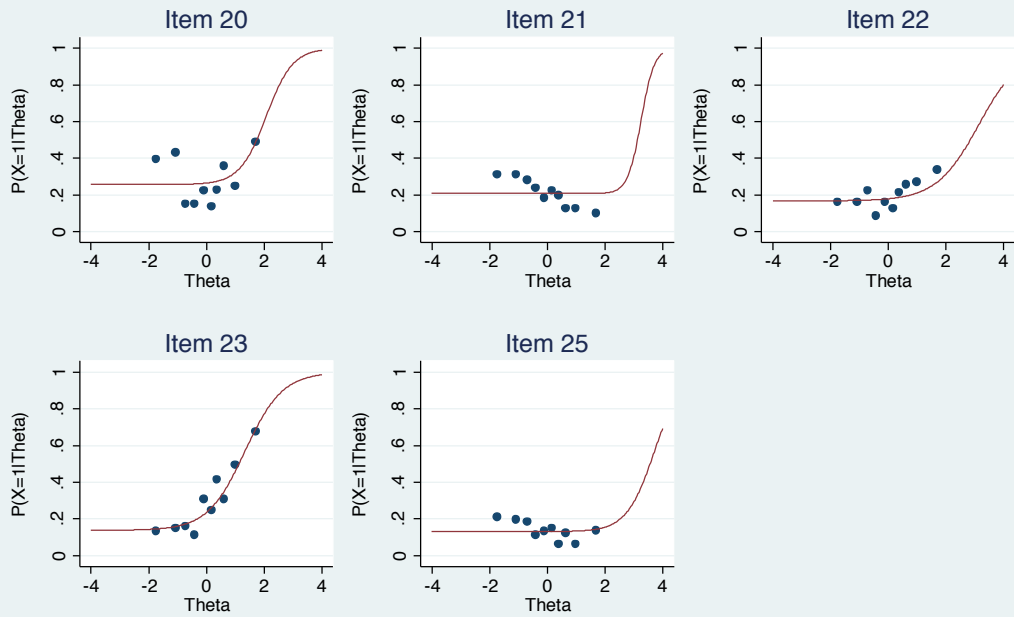 Item 20
P(X=1|Theta)
0
.2
.4
.6
.8
1
-4 -2 0 2 4
Theta
Item 21
P(X=1|Theta)
0
.2
.4
.6
.8
1
-4 -2 0 2 4
Theta
Item 22
P(X=1|Theta)
0
.2
.4
.6
.8
1
-4 -2 0 2 4
Theta
Item 23
P(X=1|Theta)
0
.2
.4
.6
.8
1
-4 -2 0 2 4
Theta
Item 25
P(X=1|Theta)
0
.2
.4
.6
.8
1
-4 -2 0 2 4
Theta